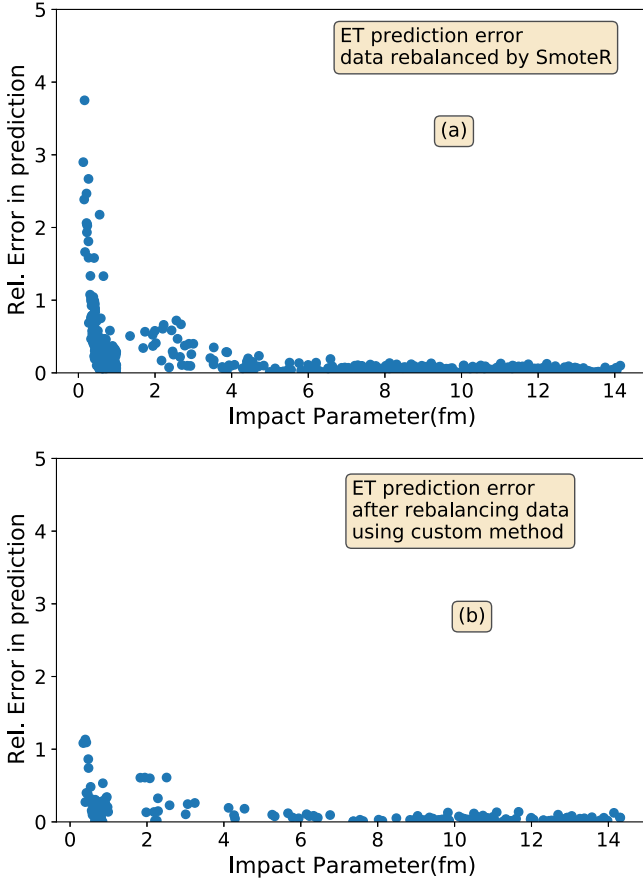 5
ET prediction error
data rebalanced by SmoteR
4
(a)
3
2
1
0
Rel. Error in prediction
0 2 4 6 8 10 12 14
Impact Parameter(fm)
5
ET prediction error
after rebalancing data
using custom method
4
3
(b)
2
1
0
Rel. Error in prediction
0 2 4 6 8 10 12 14
Impact Parameter(fm)